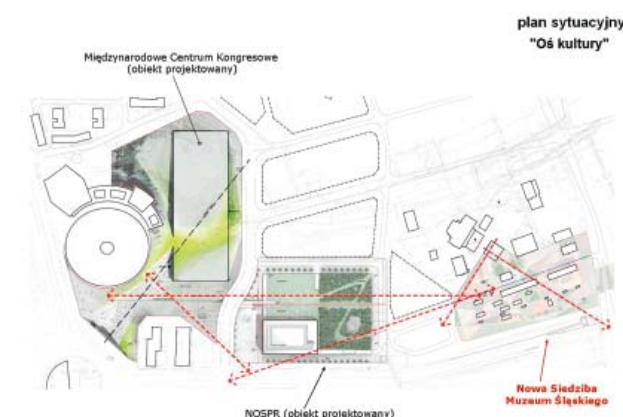 plan sytuacyjny
"Oś kultury"
Międzynarodowe Centrum Kongresowe
(obiekt projektowany)
Nowa Siedziba
Muzeum Śląskiego
NOSPR (obiekt projektowany)